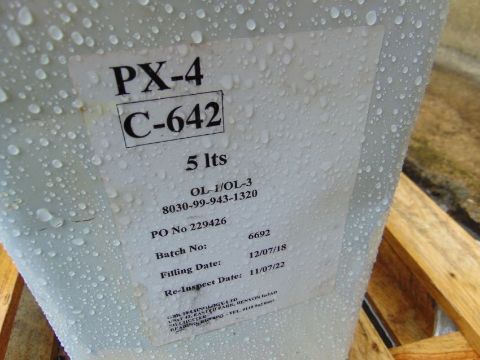 PX-4
C-642
5 lts
OL-1/OL-3
8030-99-943-1320
PO No 229426
Batch No: 6692
Filling Date: 12/07/18
Re-Inspect Date: 11/07/22